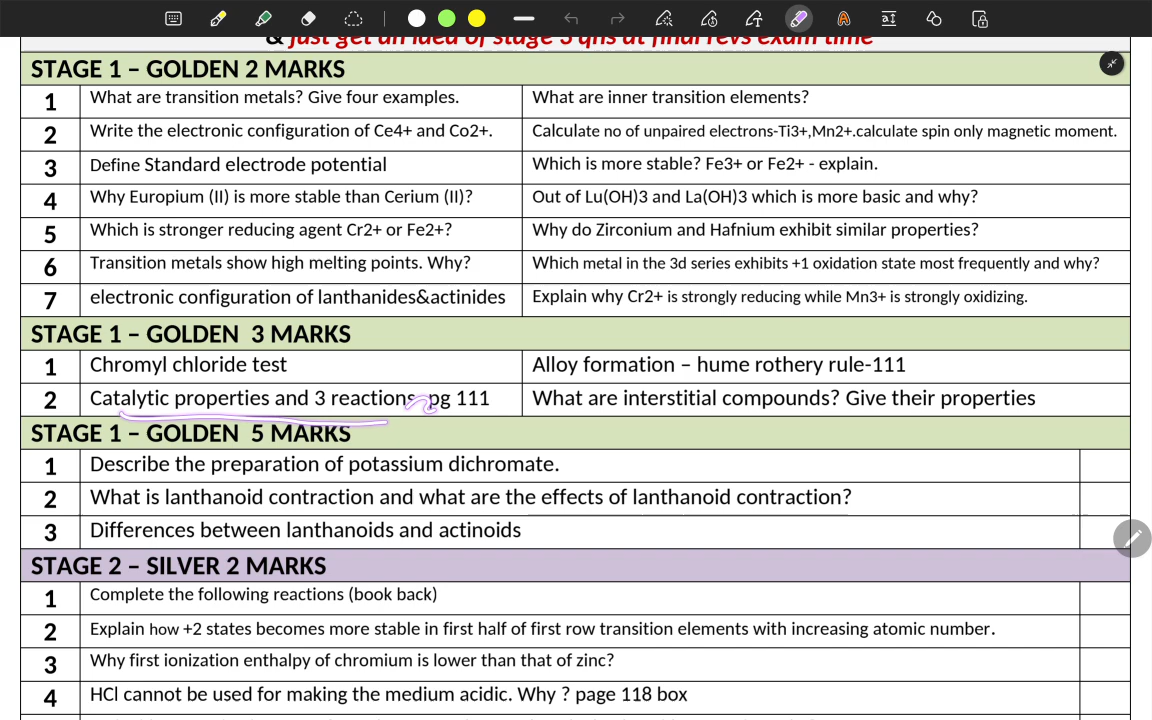 & just get an idea of stage 3 qns at final revs exam time
STAGE 1 – GOLDEN 2 MARKS
1 What are transition metals? Give four examples. What are inner transition elements?
2 Write the electronic configuration of Ce4+ and Co2+. Calculate no of unpaired electrons-Ti3+,Mn2+.calculate spin only magnetic moment.
3 Define Standard electrode potential Which is more stable? Fe3+ or Fe2+ - explain.
4 Why Europium (II) is more stable than Cerium (II)? Out of Lu(OH)3 and La(OH)3 which is more basic and why?
5 Which is stronger reducing agent Cr2+ or Fe2+? Why do Zirconium and Hafnium exhibit similar properties?
6 Transition metals show high melting points. Why? Which metal in the 3d series exhibits +1 oxidation state most frequently and why?
7 electronic configuration of lanthanides&actinides Explain why Cr2+ is strongly reducing while Mn3+ is strongly oxidizing.
STAGE 1 – GOLDEN 3 MARKS
1 Chromyl chloride test Alloy formation – hume rothery rule-111
2 Catalytic properties and 3 reactions pg 111 What are interstitial compounds? Give their properties
STAGE 1 – GOLDEN 5 MARKS
1 Describe the preparation of potassium dichromate.
2 What is lanthanoid contraction and what are the effects of lanthanoid contraction?
3 Differences between lanthanoids and actinoids
STAGE 2 – SILVER 2 MARKS
1 Complete the following reactions (book back)
2 Explain how +2 states becomes more stable in first half of first row transition elements with increasing atomic number.
3 Why first ionization enthalpy of chromium is lower than that of zinc?
4 HCl cannot be used for making the medium acidic. Why ? page 118 box